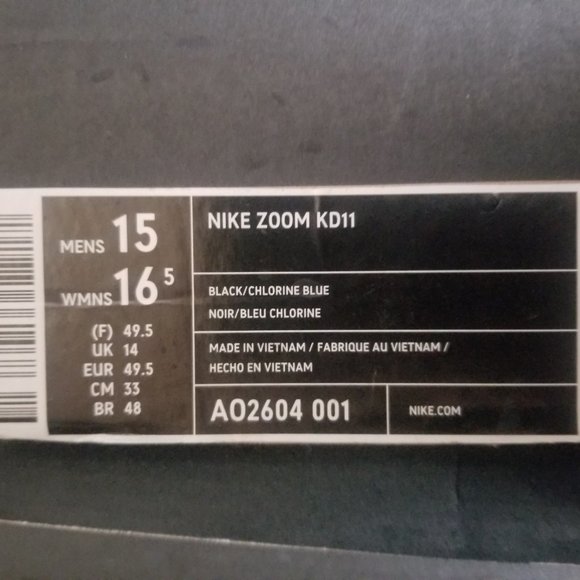 MENS 15
WMNS 16 5
(F) 49.5
UK 14
EUR 49.5
CM 33
BR 48
NIKE ZOOM KD11
BLACK/CHLORINE BLUE
NOIR/BLEU CHLORINE
MADE IN VIETNAM / FABRIQUE AU VIETNAM /
HECHO EN VIETNAM
AO2604 001
NIKE.COM